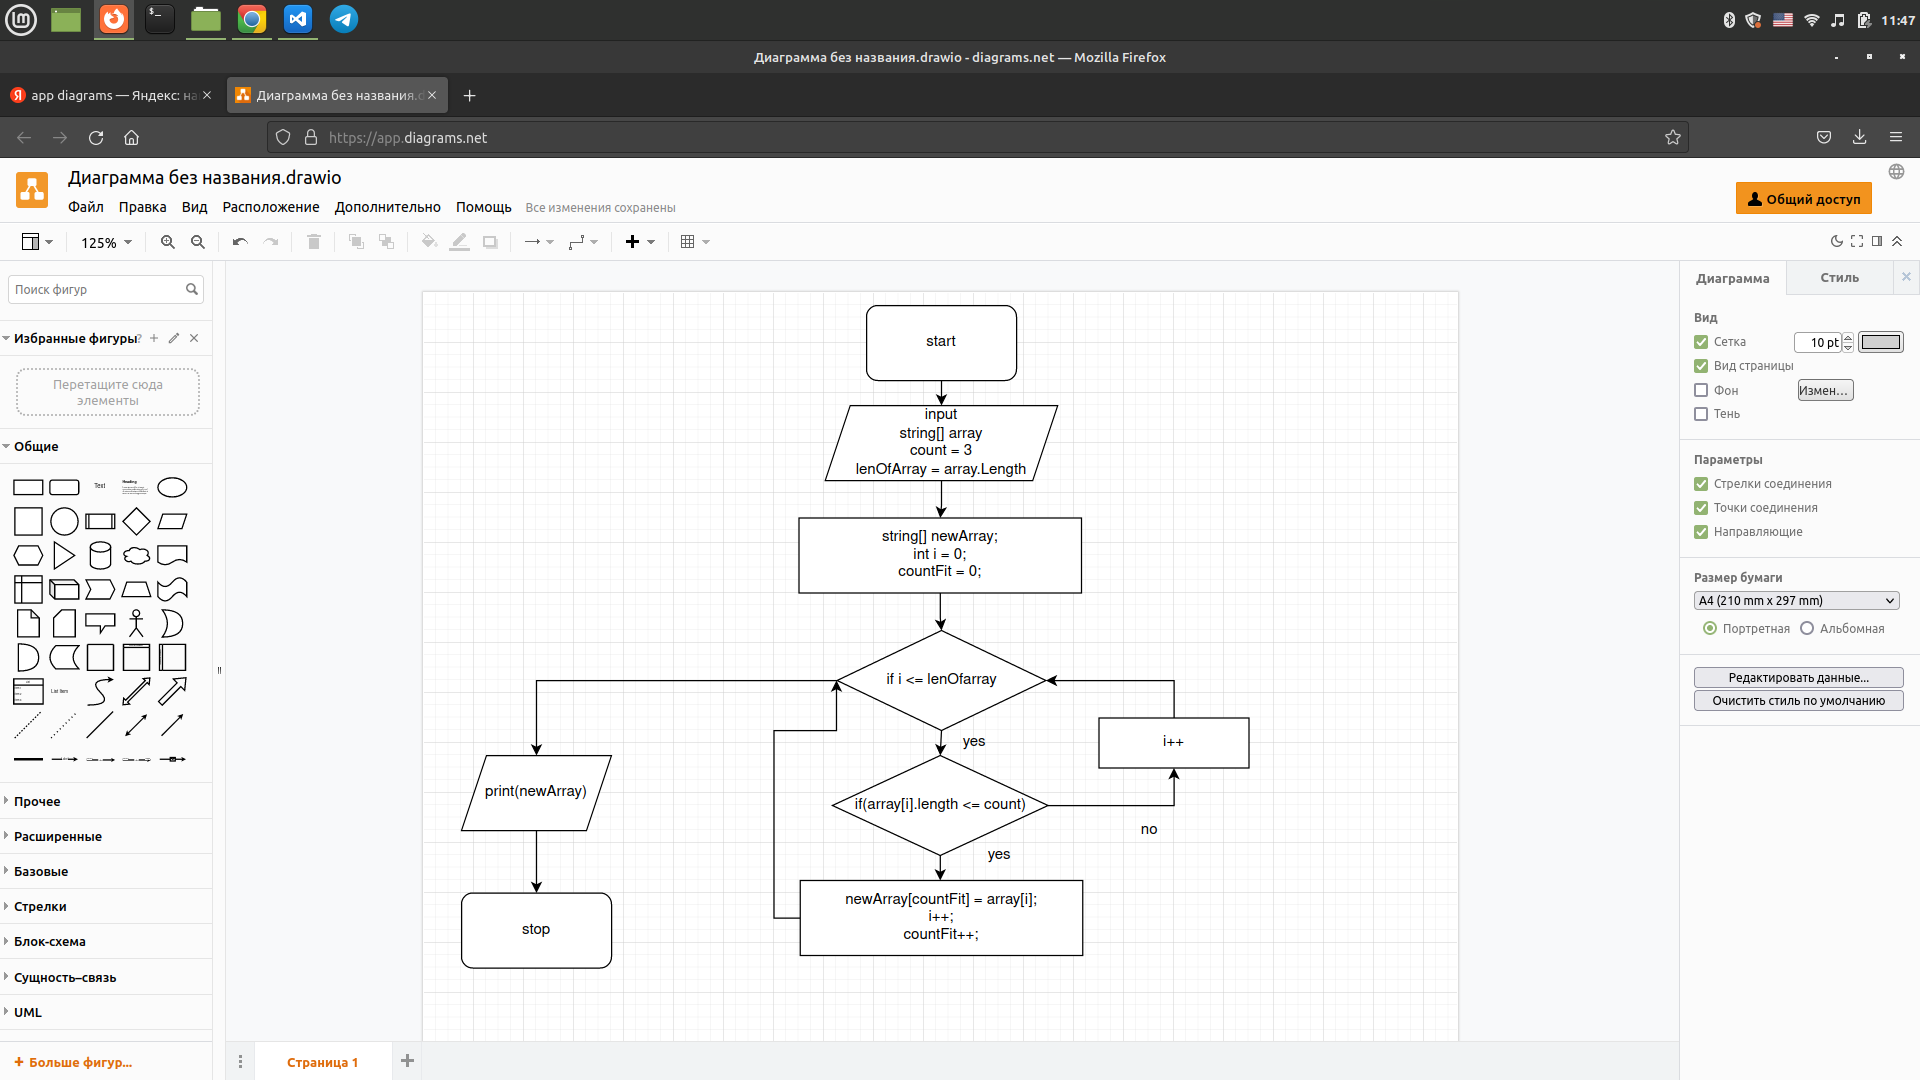 11:47
Диаграмма без названия.drawio - diagrams.net — Mozilla Firefox
app diagrams — Яндекс: на
Диаграмма без названия.d
https://app.diagrams.net
Диаграмма без названия.drawio
Файл Правка Вид Расположение Дополнительно Помощь Все изменения сохранены
Общий доступ
125%
Поиск фигур
Избранные фигуры ?
Перетащите сюда
элементы
Общие
Text
Heading
List Item
Прочее
Расширенные
Базовые
Стрелки
Блок-схема
Сущность–связь
UML
+ Больше фигур...
start
input
string[] array
count = 3
lenOfArray = array.Length
string[] newArray;
int i = 0;
countFit = 0;
if i <= lenOfarray
yes
i++
print(newArray)
if(array[i].length <= count)
no
yes
newArray[countFit] = array[i];
i++;
countFit++;
stop
Страница 1
Диаграмма Стиль
Вид
Сетка 10 pt
Вид страницы
Фон Измен...
Тень
Параметры
Стрелки соединения
Точки соединения
Направляющие
Размер бумаги
A4 (210 mm x 297 mm)
Портретная Альбомная
Редактировать данные...
Очистить стиль по умолчанию